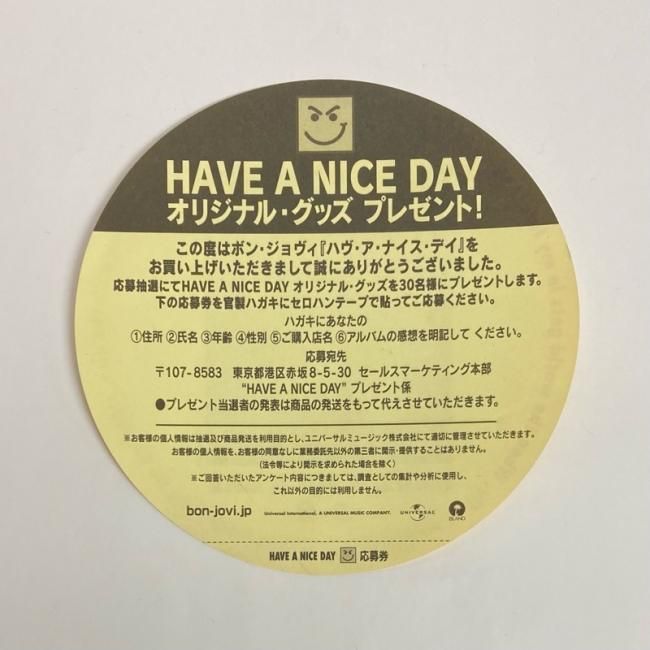 HAVE A NICE DAY
オリジナル・グッズ プレゼント!
この度はボン・ジョヴィ『ハヴ・ア・ナイス・デイ』を
お買い上げいただきまして誠にありがとうございました。
応募抽選にてHAVE A NICE DAY オリジナル・グッズを30名様にプレゼントします。
下の応募券を官製ハガキにセロハンテープで貼ってご応募ください。
ハガキにあなたの
①住所 ②氏名 ③年齢 ④性別 ⑤ご購入店名 ⑥アルバムの感想を明記して ください。
応募宛先
〒107-8583 東京都港区赤坂8-5-30 セールスマーケティング本部
“HAVE A NICE DAY” プレゼント係
●プレゼント当選者の発表は商品の発送をもって代えさせていただきます。
※お客様の個人情報は抽選及び商品発送を利用目的とし、ユニバーサルミュージック株式会社にて適切に管理させていただきます。
お客様の個人情報を、お客様の同意なしに業務委託先以外の第三者に開示・提供することはありません。
(法令等により開示を求められた場合を除く)
※ご回答いただいたアンケート内容につきましては、調査としての集計や分析に使用し、
これ以外の目的には利用しません。
bon-jovi.jp Universal International, A UNIVERSAL MUSIC COMPANY. UNIVERSAL ISLAND
HAVE A NICE DAY 応募券